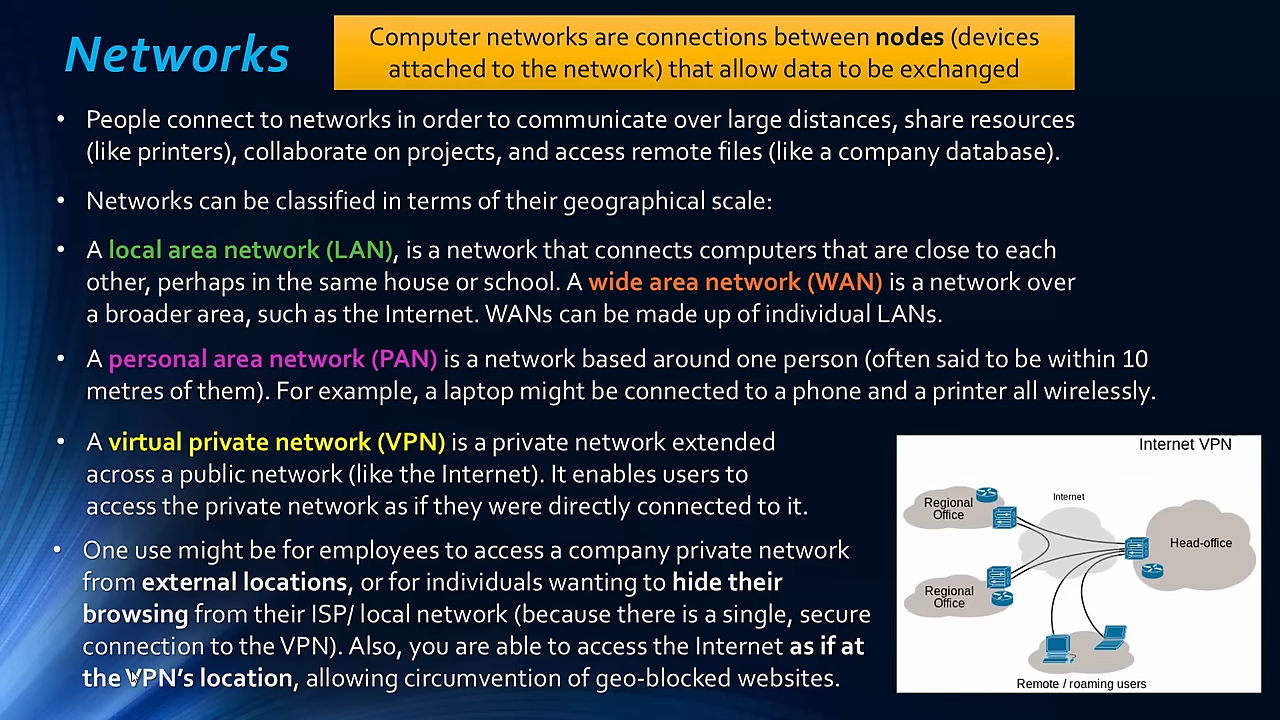 Networks
Computer networks are connections between nodes (devices
attached to the network) that allow data to be exchanged
• People connect to networks in order to communicate over large distances, share resources
(like printers), collaborate on projects, and access remote files (like a company database).
• Networks can be classified in terms of their geographical scale:
• A local area network (LAN), is a network that connects computers that are close to each
other, perhaps in the same house or school. A wide area network (WAN) is a network over
a broader area, such as the Internet. WANs can be made up of individual LANs.
• A personal area network (PAN) is a network based around one person (often said to be within 10
metres of them). For example, a laptop might be connected to a phone and a printer all wirelessly.
• A virtual private network (VPN) is a private network extended
across a public network (like the Internet). It enables users to
access the private network as if they were directly connected to it.
• One use might be for employees to access a company private network
from external locations, or for individuals wanting to hide their
browsing from their ISP/ local network (because there is a single, secure
connection to the VPN). Also, you are able to access the Internet as if at
the VPN's location, allowing circumvention of geo-blocked websites.
Internet VPN
Internet
Regional
Office
Head-office
Regional
Office
Remote / roaming users